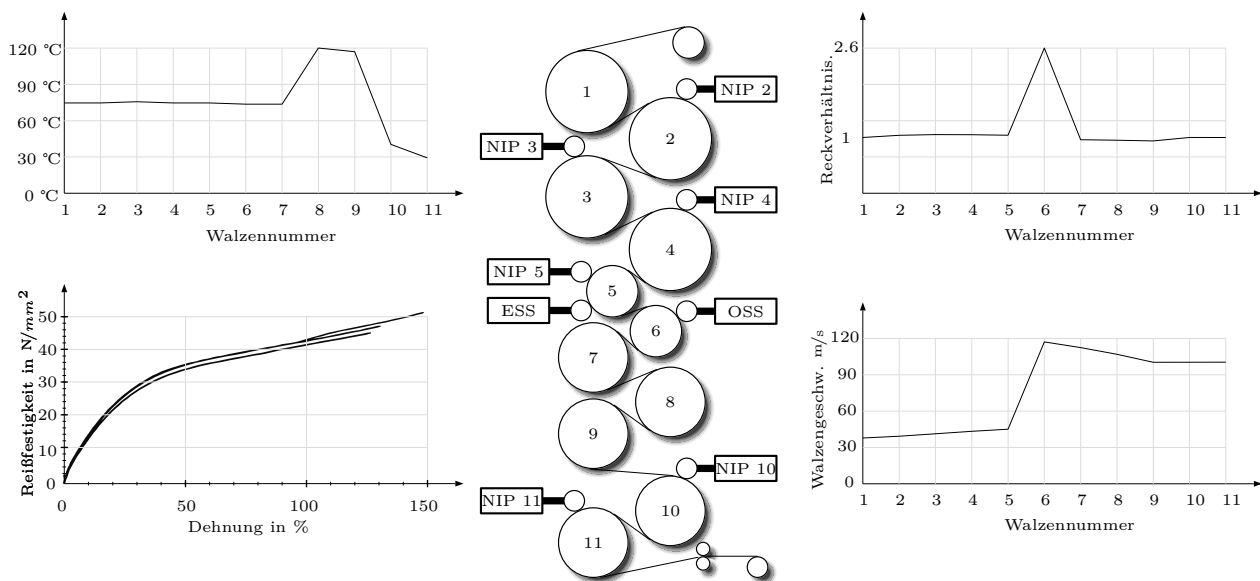 120 °C
90 °C
60 °C
30 °C
0 °C
1 2 3 4 5 6 7 8 9 10 11
Walzennummer
Reißfestigkeit in N/mm²
50
40
30
20
10
0
0 50 100 150
Dehnung in %
1
NIP 2
2
NIP 3
3
NIP 4
4
NIP 5
5
ESS
6
OSS
7
8
9
NIP 10
NIP 11
10
11
Reckverhältnis.
2.6
1
1 2 3 4 5 6 7 8 9 10 11
Walzennummer
Walzengeschw. m/s
120
90
60
30
0
1 2 3 4 5 6 7 8 9 10 11
Walzennummer